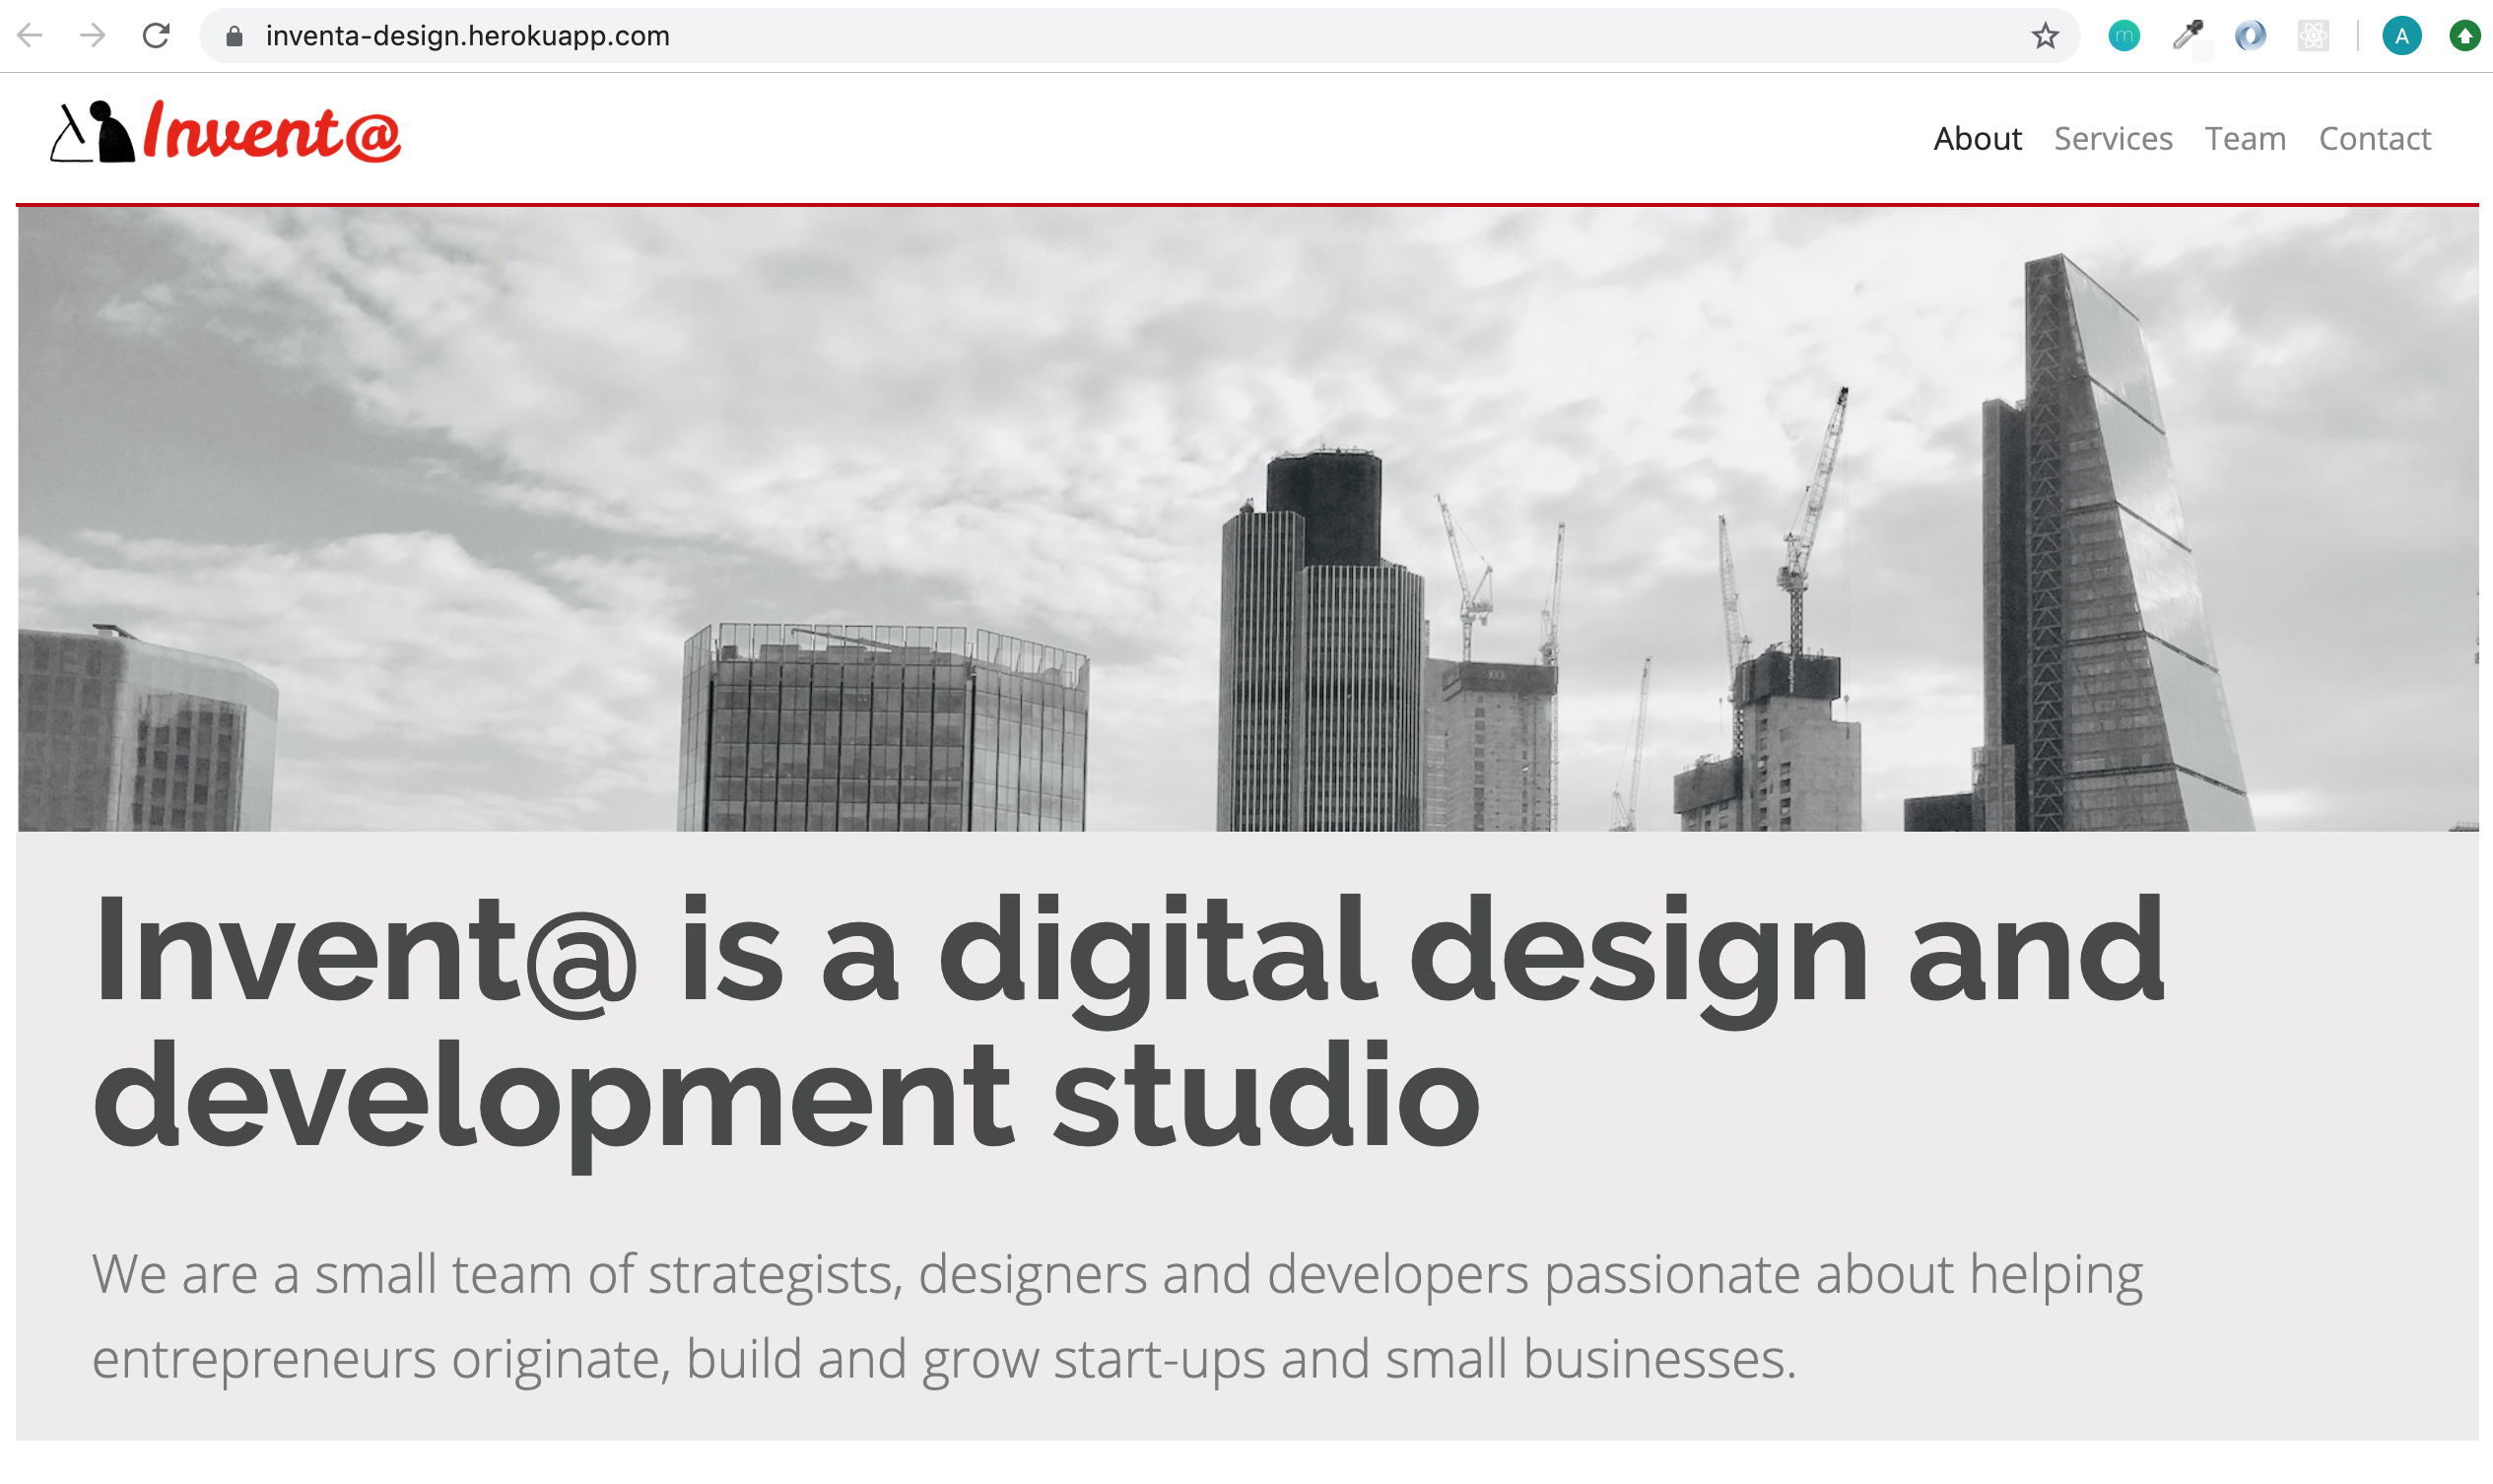 inventa-design.herokuapp.com
m
A
Invent@
About Services Team Contact
Invent@ is a digital design and
development studio
We are a small team of strategists, designers and developers passionate about helping
entrepreneurs originate, build and grow start-ups and small businesses.